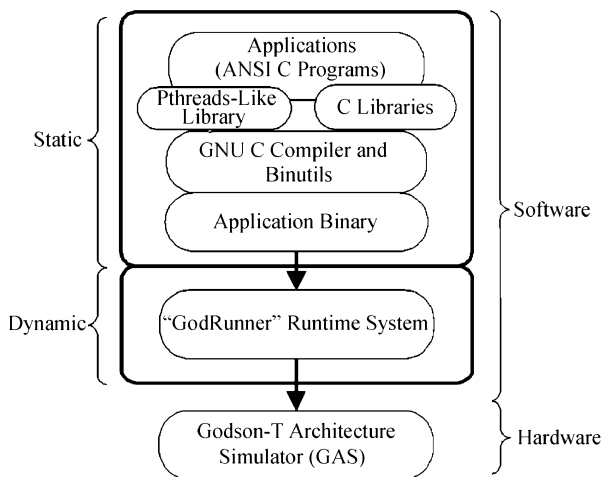 Applications
(ANSI C Programs)
Pthreads-Like
Library
C Libraries
Static
GNU C Compiler and
Binutils
Application Binary
Software
Dynamic
“GodRunner” Runtime System
Godson-T Architecture
Simulator (GAS)
Hardware